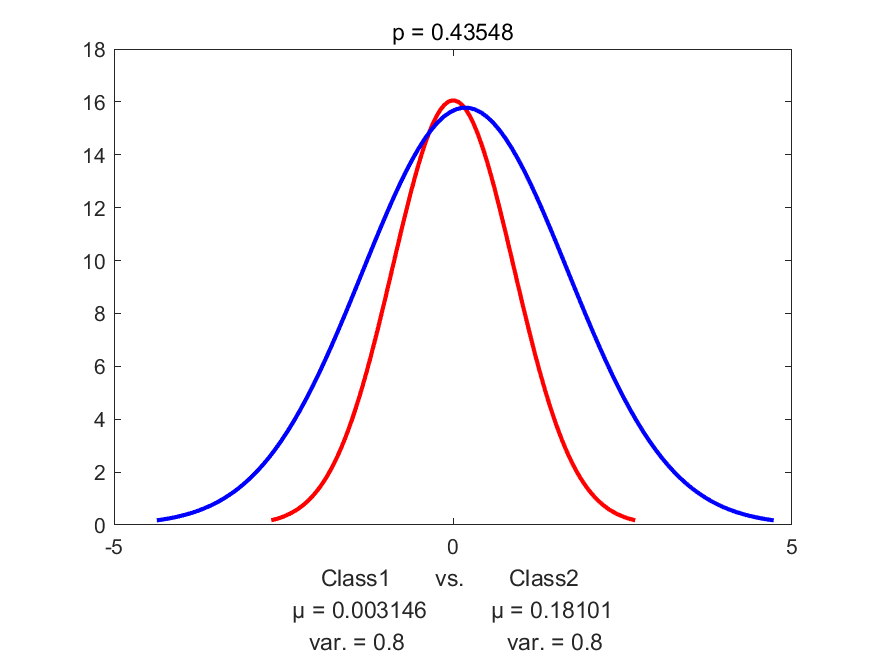 p = 0.43548
18
16
14
12
10
8
6
4
2
0
-5 0 5
Class1 vs. Class2
μ = 0.003146 μ = 0.18101
var. = 0.8 var. = 0.8